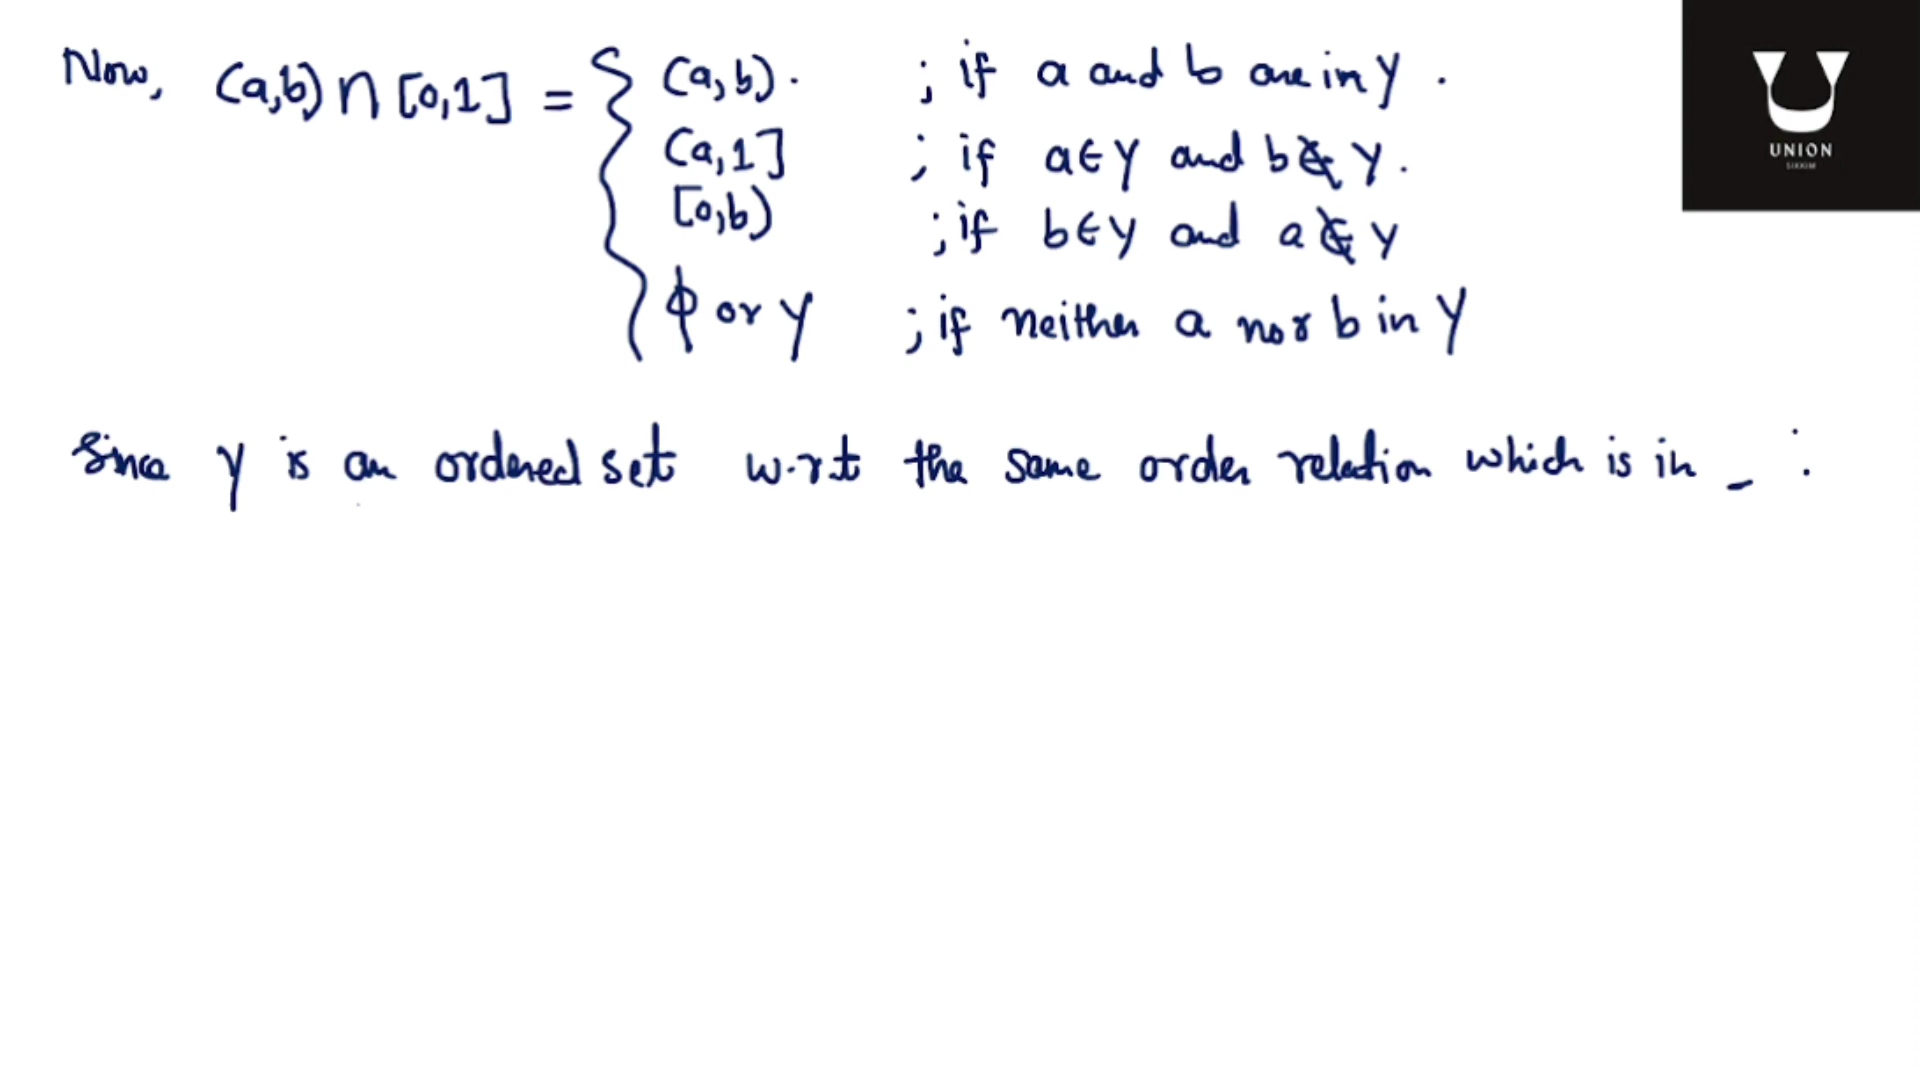 Now, (a,b) ∩ [0,1] = { (a,b). ; if a and b are in Y.
(a,1] ; if a∈Y and b∉Y.
[0,b) ; if b∈Y and a∉Y
ϕ or Y ; if neither a nor b in Y
Since Y is an ordered set w.r.t the same order relation which is in
UNION
SIKKIM